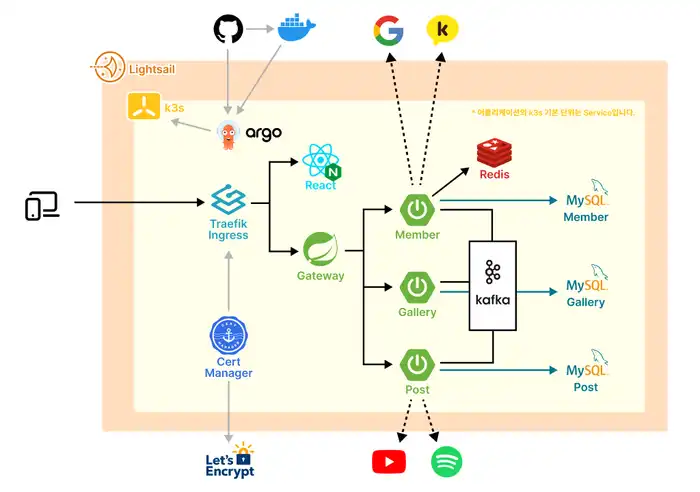 Lightsail
k3s
* 어플리케이션의 k3s 기본 단위는 Service입니다.
argo
React
Redis
Traefik
Ingress
MySQL
Member
Member
Gateway
kafka
Gallery
MySQL
Gallery
Cert
Manager
Post
MySQL
Post
Let's
Encrypt